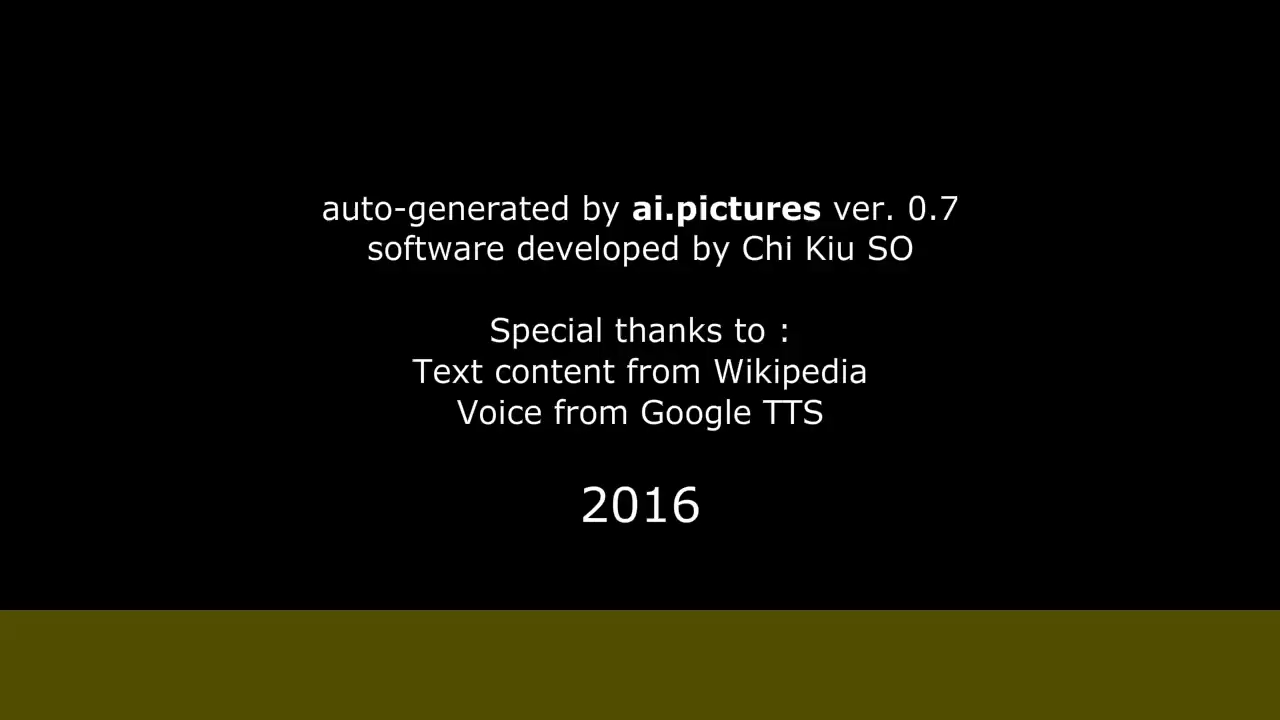 auto-generated by ai.pictures ver. 0.7
software developed by Chi Kiu SO
Special thanks to :
Text content from Wikipedia
Voice from Google TTS
2016